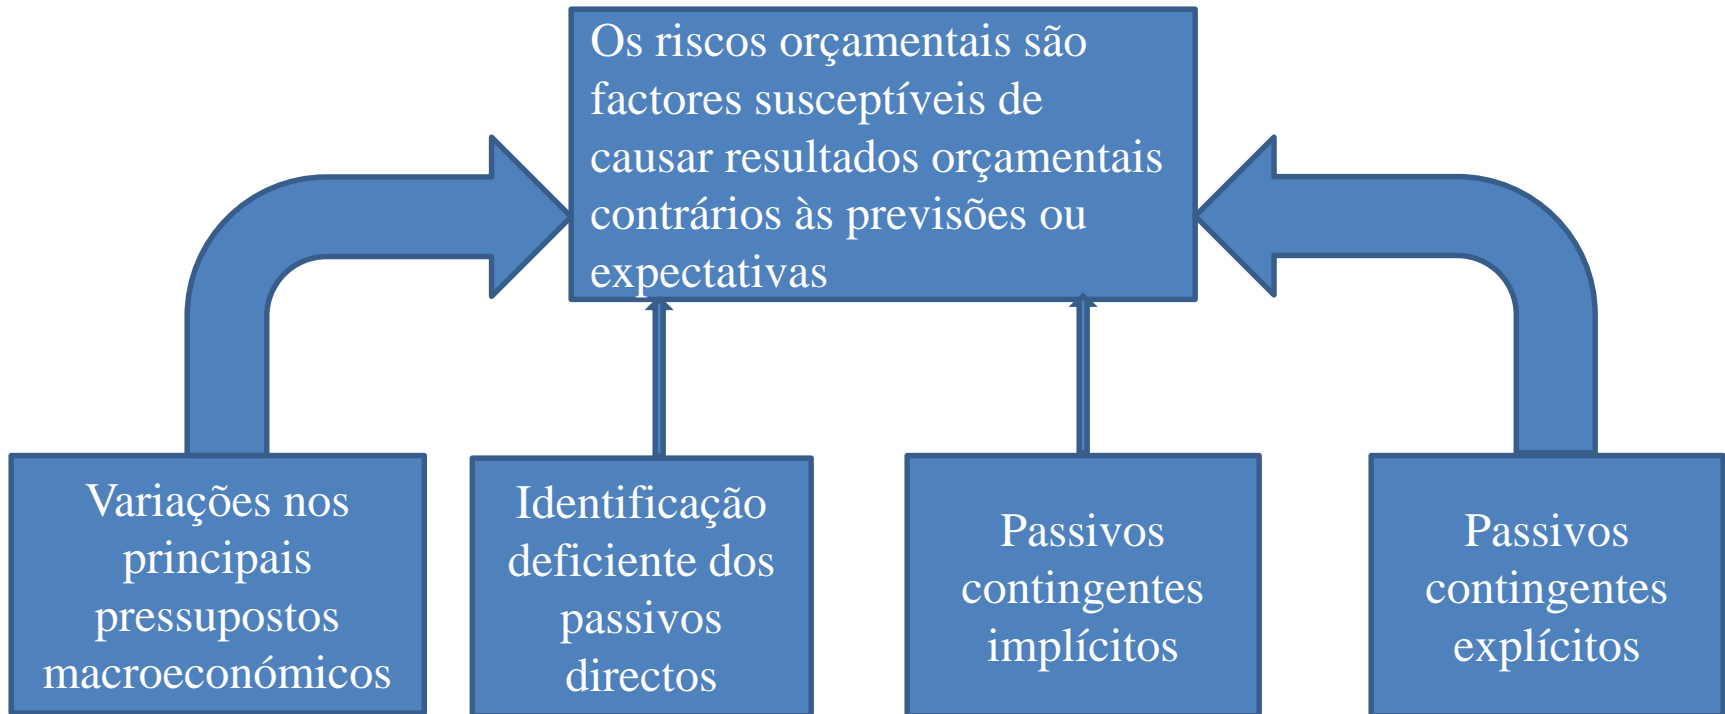 Os riscos orçamentais são
factores susceptíveis de
causar resultados orçamentais
contrários às previsões ou
expectativas
Variações nos
principais
pressupostos
macroeconómicos
Identificação
deficiente dos
passivos
directos
Passivos
contingentes
implícitos
Passivos
contingentes
explícitos